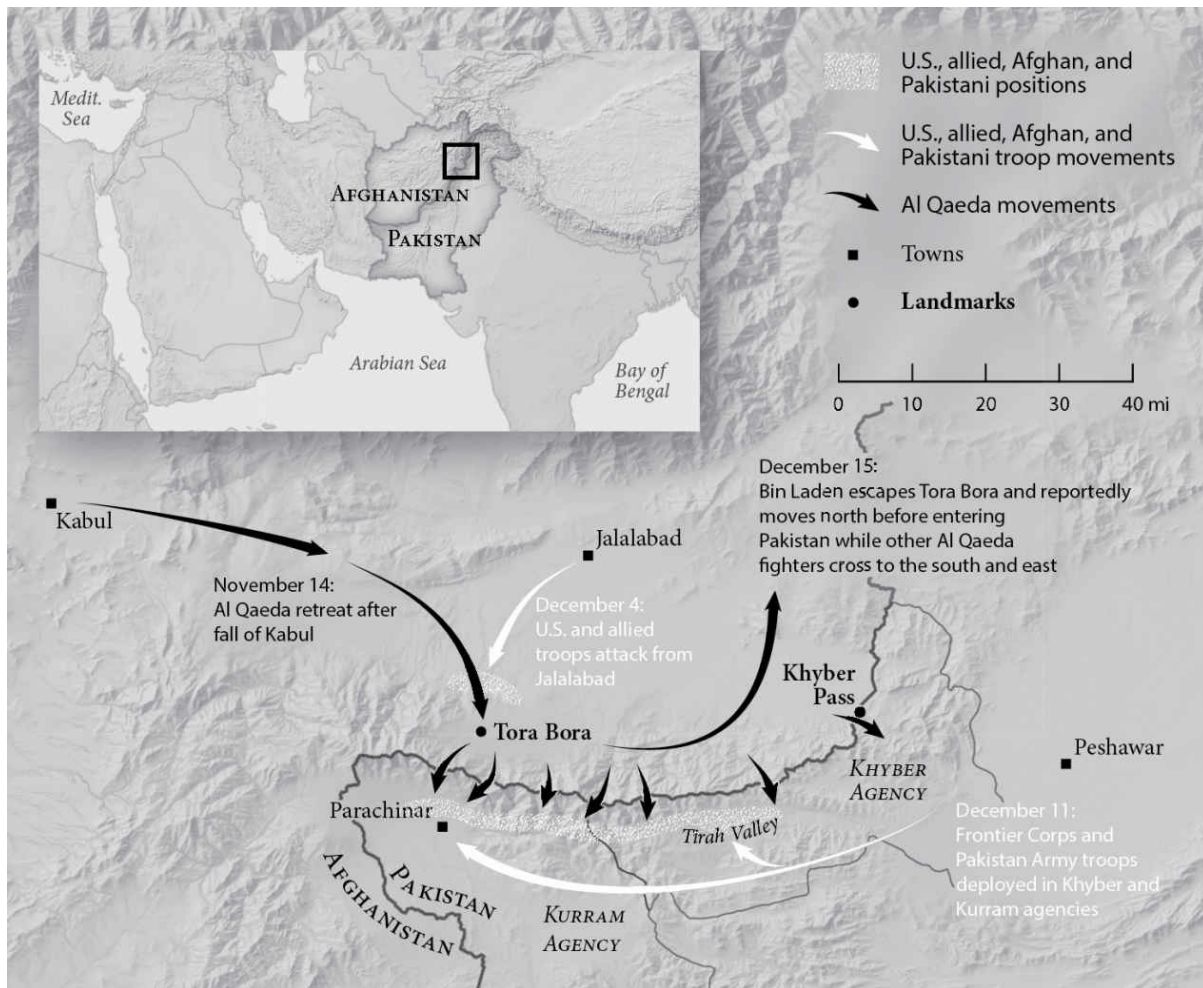 Medit.
Sea
AFGHANISTAN
PAKISTAN
Arabian Sea
Bay of
Bengal
U.S., allied, Afghan, and
Pakistani positions
U.S., allied, Afghan, and
Pakistani troop movements
Al Qaeda movements
Towns
Landmarks
0 10 20 30 40 mi
December 15:
Bin Laden escapes Tora Bora and reportedly
moves north before entering
Pakistan while other Al Qaeda
fighters cross to the south and east
Kabul
Jalalabad
November 14:
Al Qaeda retreat after
fall of Kabul
December 4:
U.S. and allied
troops attack from
Jalalabad
Khyber
Pass
Tora Bora
Peshawar
KHYBER
AGENCY
Parachinar
Tirah Valley
December 11:
Frontier Corps and
Pakistan Army troops
deployed in Khyber and
Kurram agencies
PAKISTAN
AFGHANISTAN
KURRAM
AGENCY